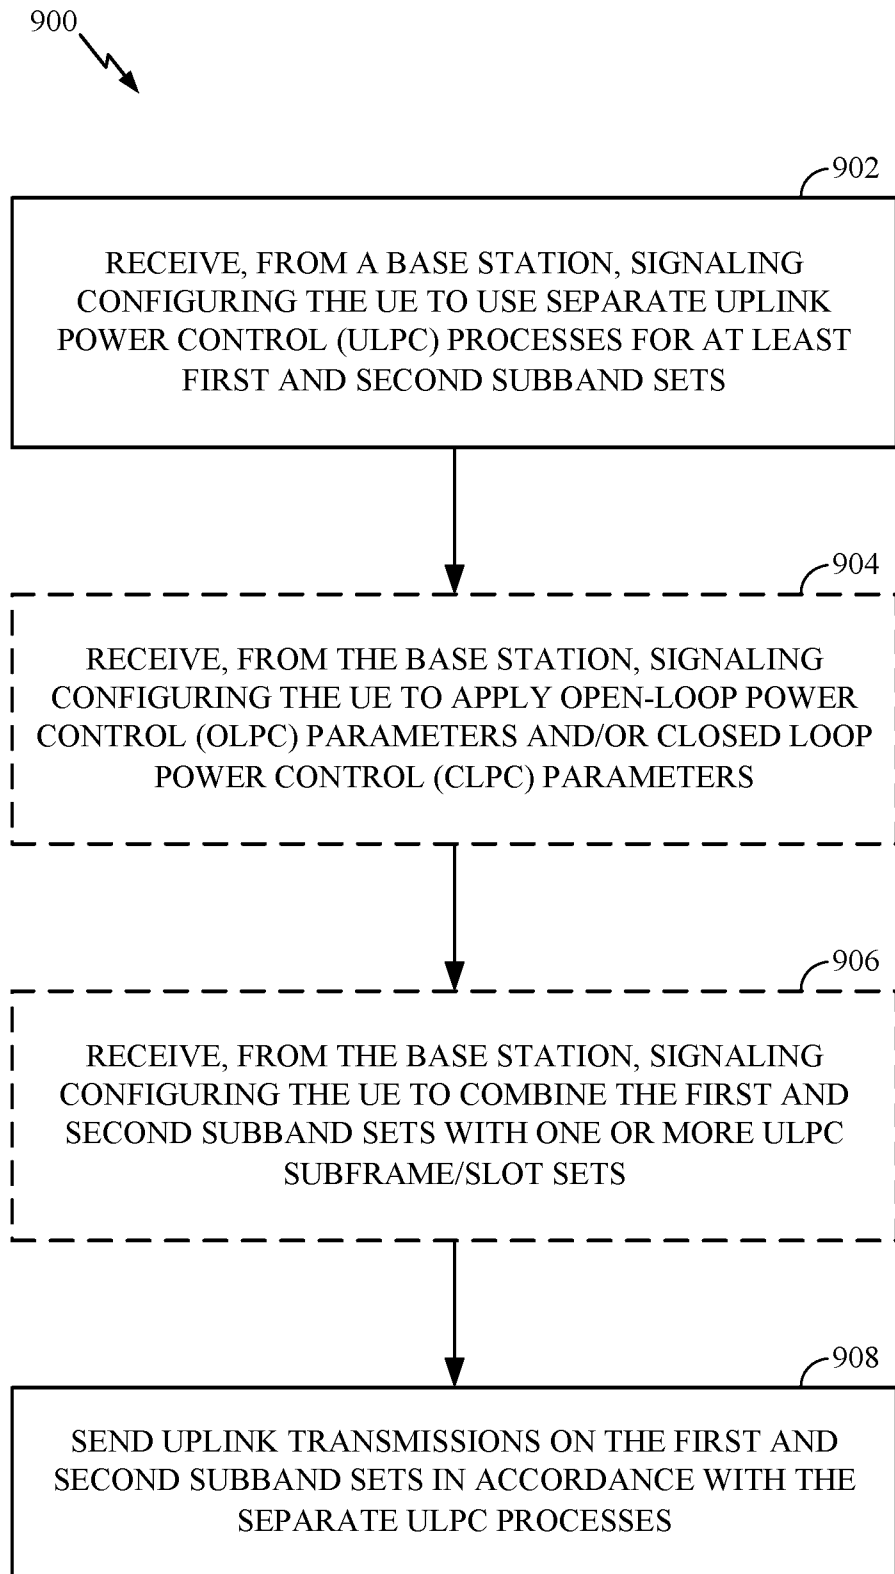 900
902
RECEIVE, FROM A BASE STATION, SIGNALING
CONFIGURING THE UE TO USE SEPARATE UPLINK
POWER CONTROL (ULPC) PROCESSES FOR AT LEAST
FIRST AND SECOND SUBBAND SETS
904
RECEIVE, FROM THE BASE STATION, SIGNALING
CONFIGURING THE UE TO APPLY OPEN-LOOP POWER
CONTROL (OLPC) PARAMETERS AND/OR CLOSED LOOP
POWER CONTROL (CLPC) PARAMETERS
906
RECEIVE, FROM THE BASE STATION, SIGNALING
CONFIGURING THE UE TO COMBINE THE FIRST AND
SECOND SUBBAND SETS WITH ONE OR MORE ULPC
SUBFRAME/SLOT SETS
908
SEND UPLINK TRANSMISSIONS ON THE FIRST AND
SECOND SUBBAND SETS IN ACCORDANCE WITH THE
SEPARATE ULPC PROCESSES